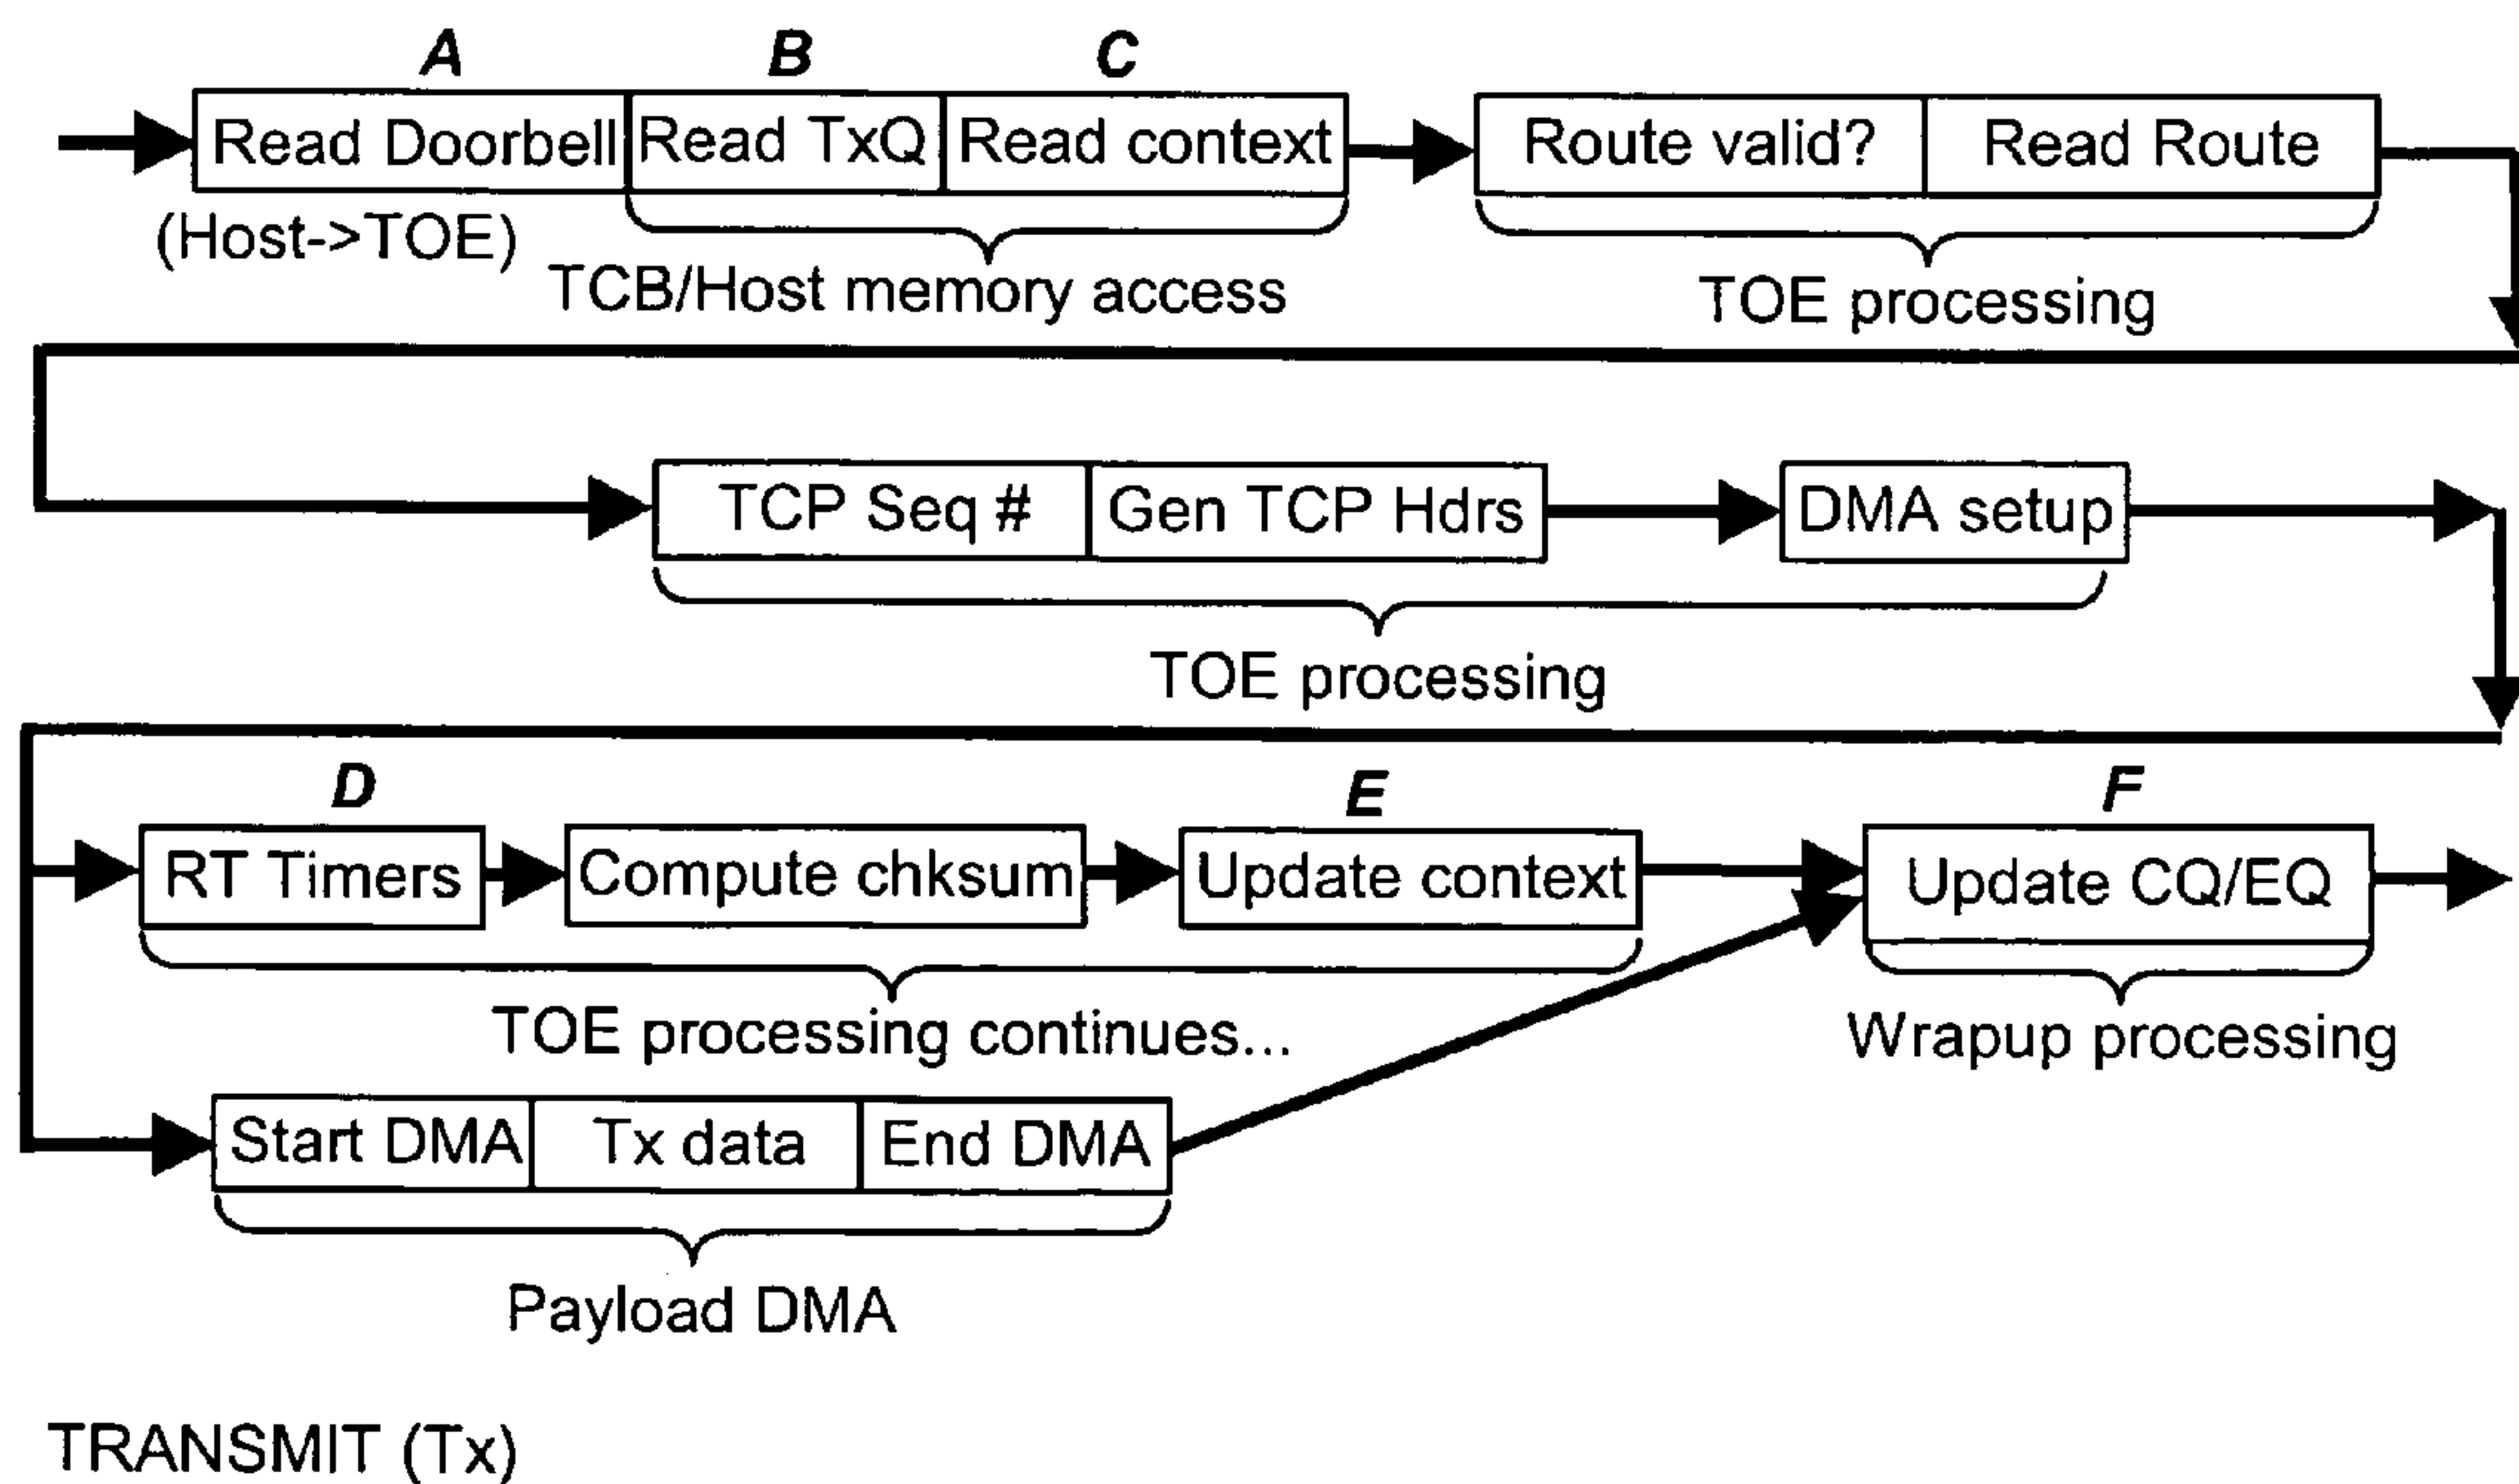 A B C
Read Doorbell Read TxQ Read context Route valid? Read Route
(Host->TOE)
TCB/Host memory access
TOE processing
TCP Seq # Gen TCP Hdrs DMA setup
TOE processing
D E F
RT Timers Compute chksum Update context Update CQ/EQ
TOE processing continues...
Wrapup processing
Start DMA Tx data End DMA
Payload DMA
TRANSMIT (Tx)